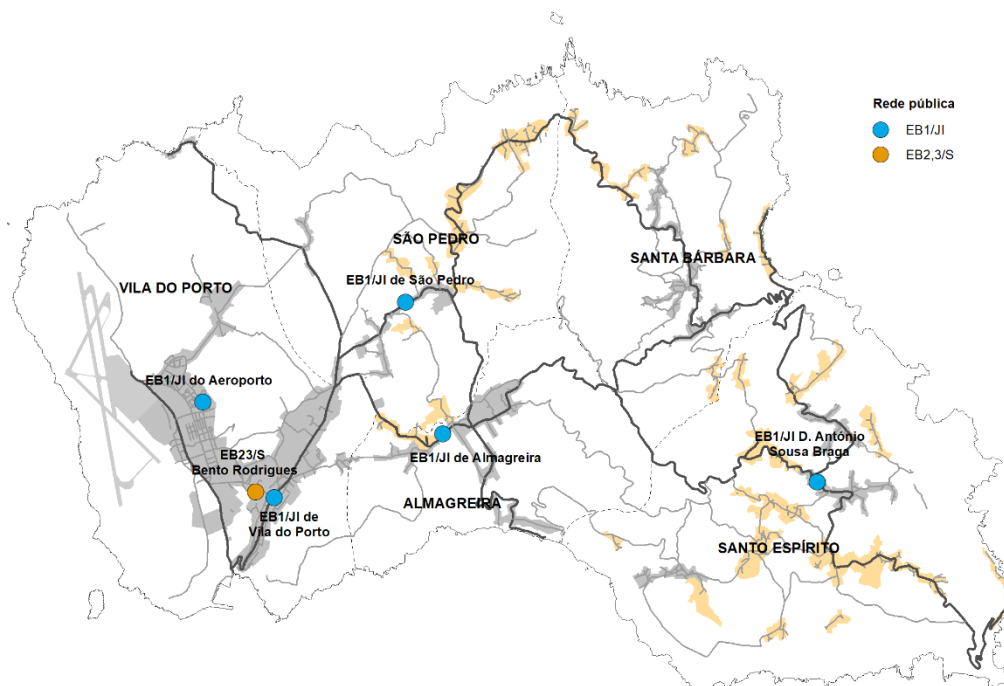 Rede pública
EB1/JI
EB2,3/S
SÃO PEDRO
SANTA BÁRBARA
EB1/JI de São Pedro
VILA DO PORTO
EB1/JI do Aeroporto
EB23/S
Bento Rodrigues
EB1/JI de
Vila do Porto
EB1/JI de Almagreira
ALMAGREIRA
EB1/JI D. António
Sousa Braga
SANTO ESPÍRITO